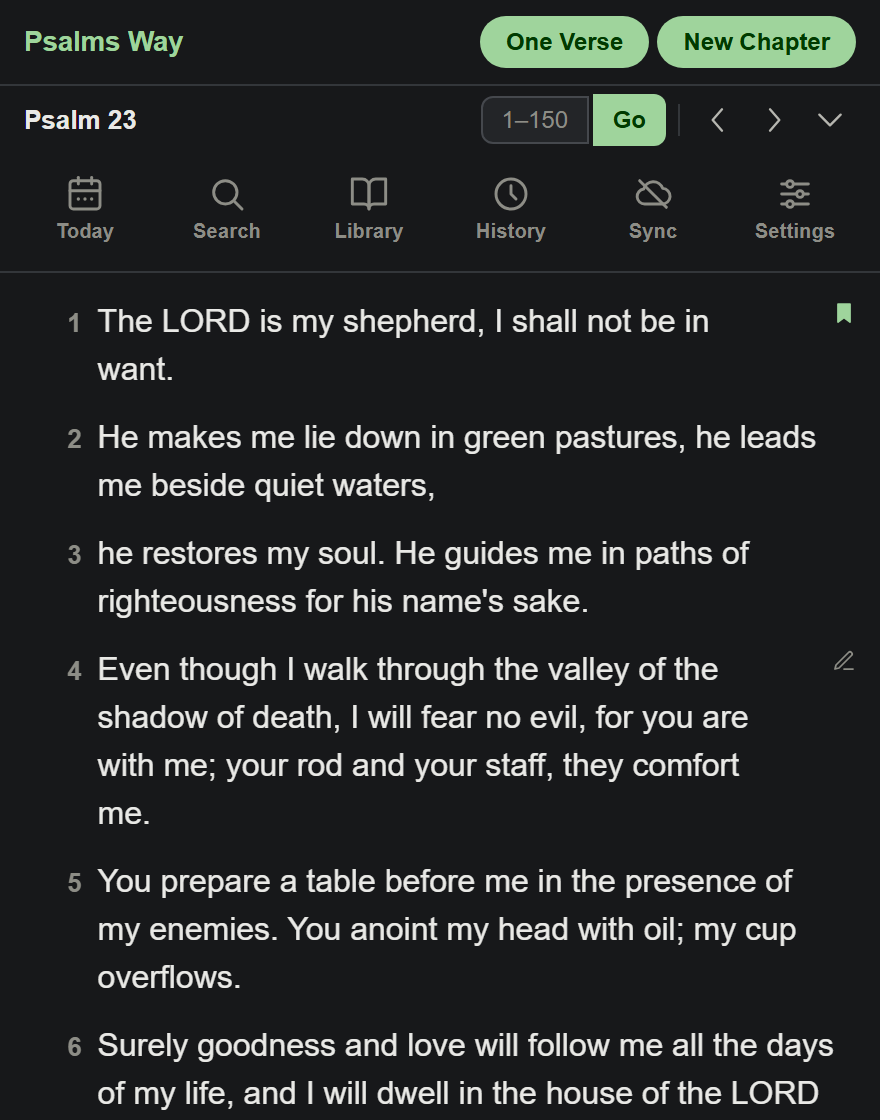 Psalms Way
One Verse
New Chapter
Psalm 23
1–150
Go
Today
Search
Library
History
Sync
Settings
1 The LORD is my shepherd, I shall not be in
want.
2 He makes me lie down in green pastures, he leads
me beside quiet waters,
3 he restores my soul. He guides me in paths of
righteousness for his name's sake.
4 Even though I walk through the valley of the
shadow of death, I will fear no evil, for you are
with me; your rod and your staff, they comfort
me.
5 You prepare a table before me in the presence of
my enemies. You anoint my head with oil; my cup
overflows.
6 Surely goodness and love will follow me all the days
of my life, and I will dwell in the house of the LORD